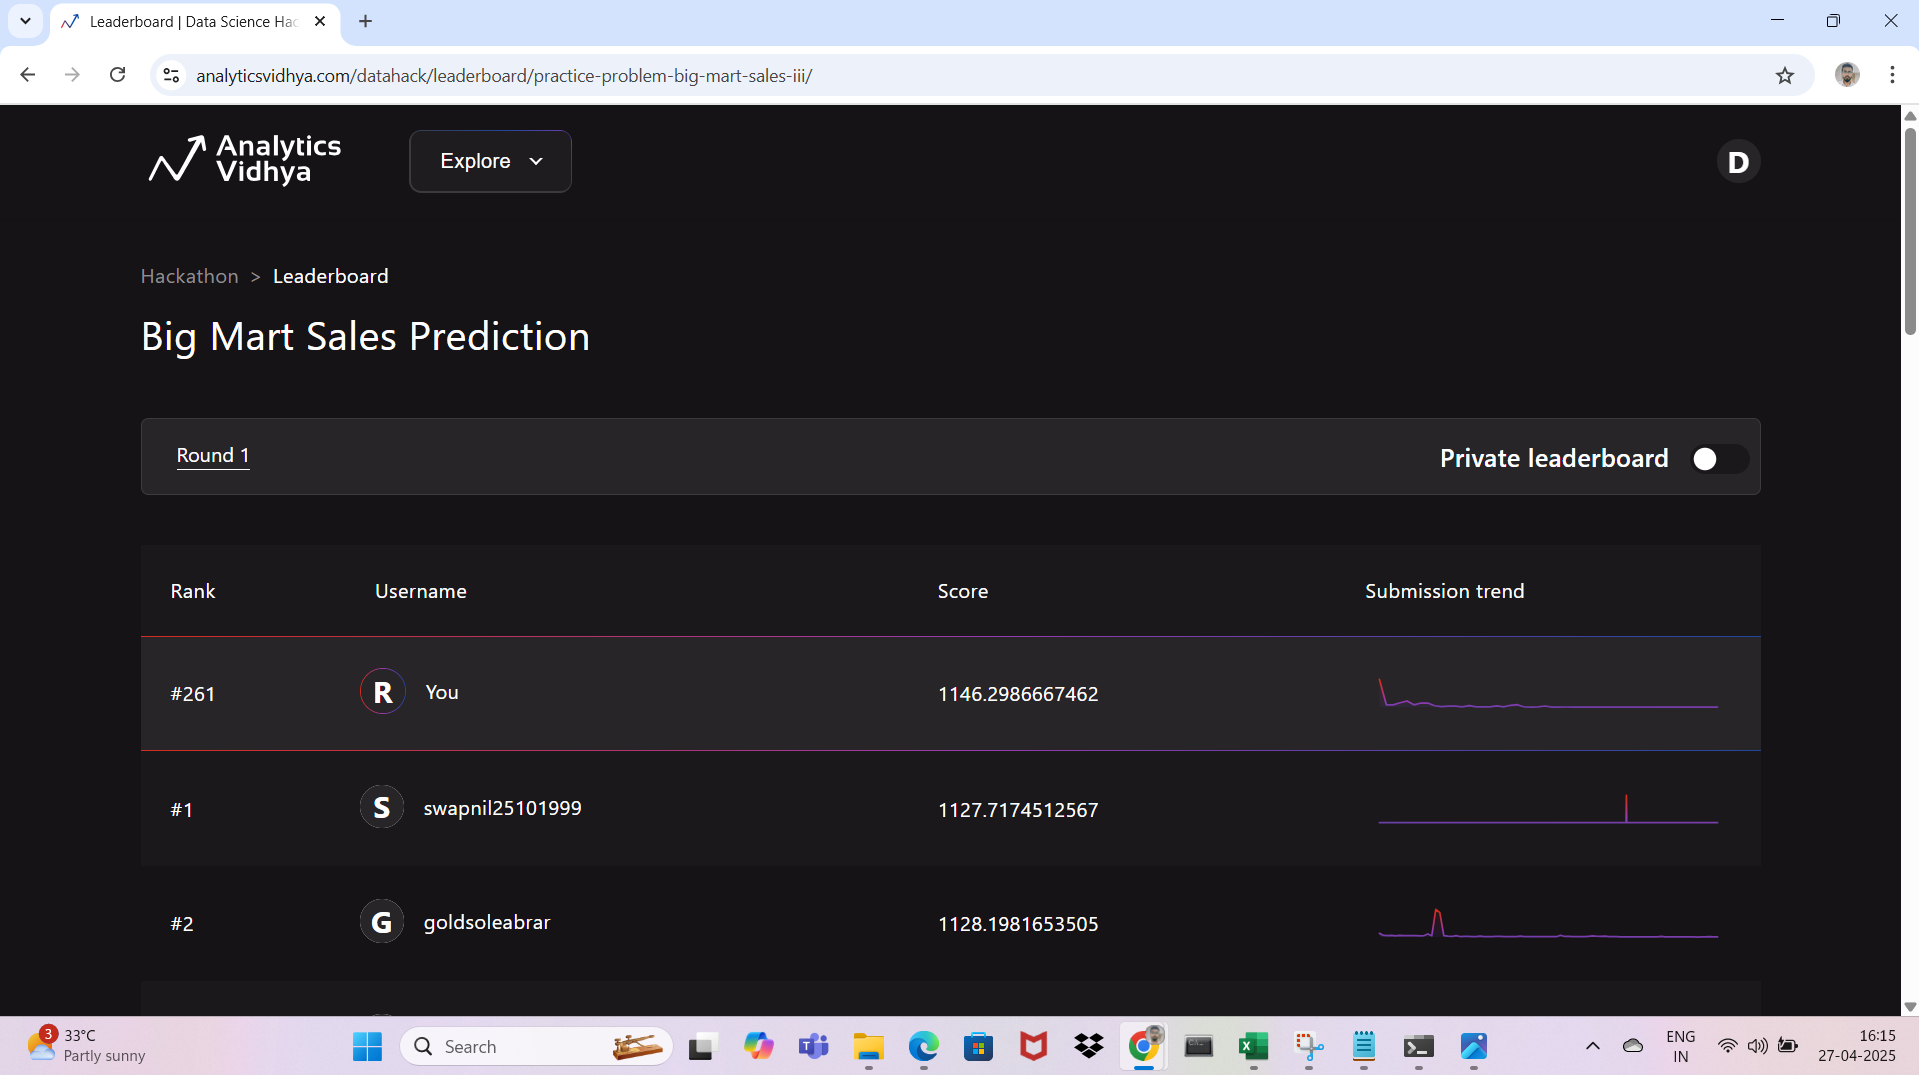 Leaderboard | Data Science Hac
analyticsvidhya.com/datahack/leaderboard/practice-problem-big-mart-sales-iii/
Analytics
Vidhya
Explore
D
Hackathon > Leaderboard
Big Mart Sales Prediction
Round 1
Private leaderboard
Rank Username Score Submission trend
#261 R You 1146.2986667462
#1 S swapnil25101999 1127.7174512567
#2 G goldsoleabrar 1128.1981653505
3
33°C
Partly sunny
Search
ENG
IN
16:15
27-04-2025